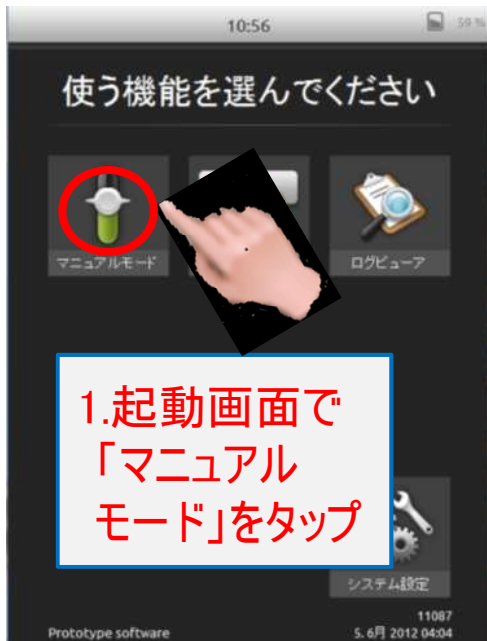 10:56
59 %
使う機能を選んでください
マニュアルモード
ログビューア
1.起動画面で
「マニュアル
モード」をタップ
システム設定
11087
Prototype software
5. 6月 2012 04:04